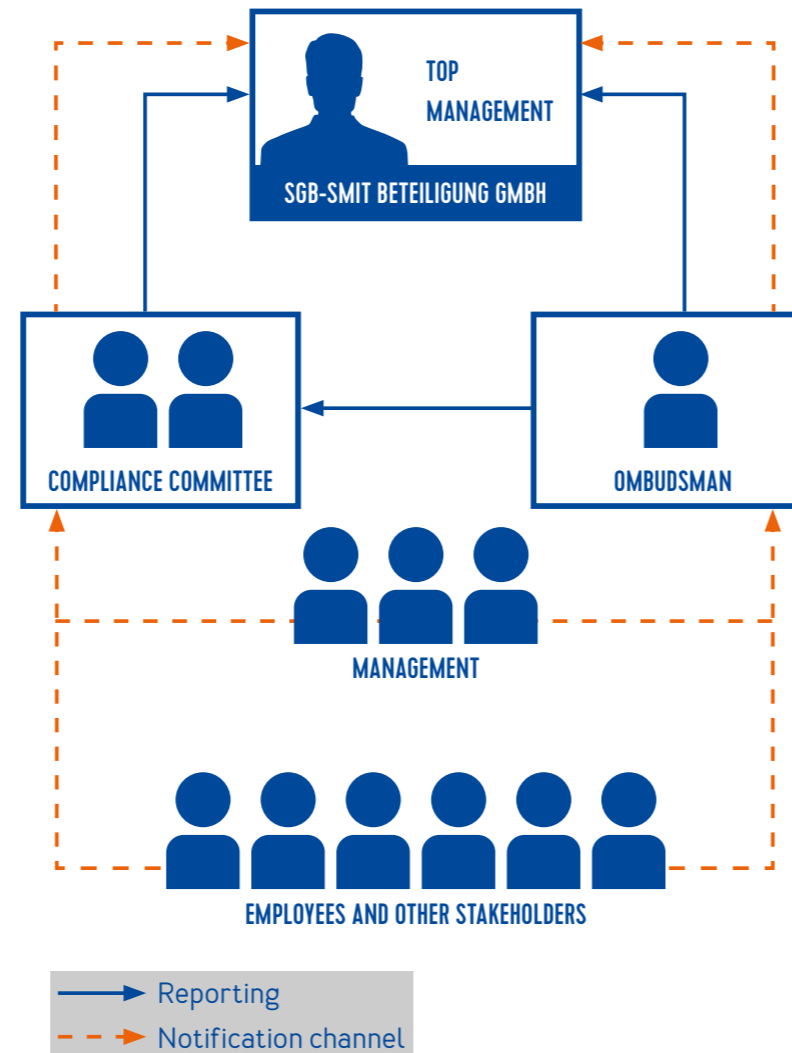 TOP
MANAGEMENT
SGB-SMIT BETEILIGUNG GMBH
COMPLIANCE COMMITTEE
OMBUDSMAN
MANAGEMENT
EMPLOYEES AND OTHER STAKEHOLDERS
Reporting
Notification channel